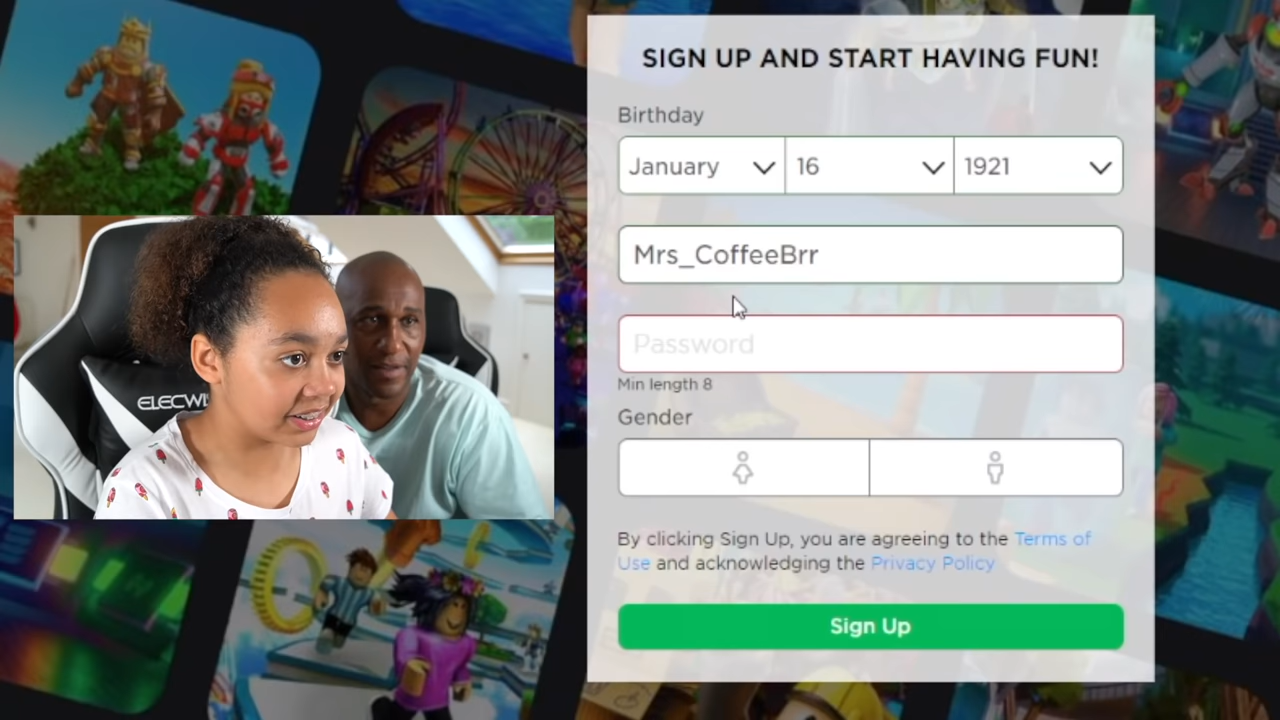 SIGN UP AND START HAVING FUN!
Birthday
January 16 1921
Mrs_CoffeeBrr
Password
Min length 8
Gender
By clicking Sign Up, you are agreeing to the Terms of
Use and acknowledging the Privacy Policy
Sign Up